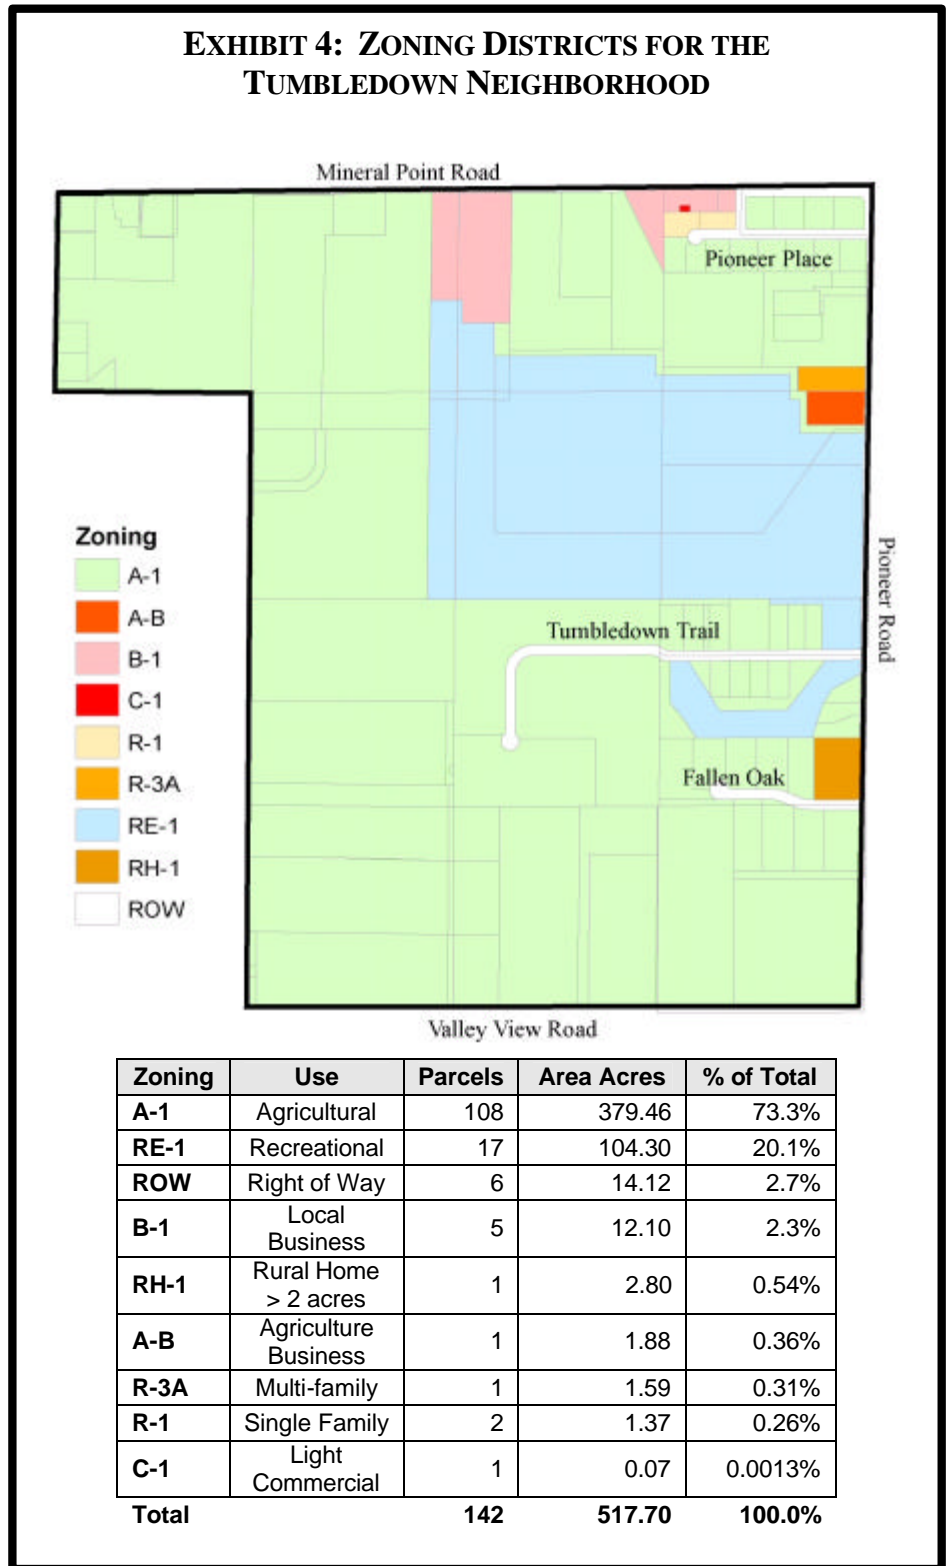 EXHIBIT 4: ZONING DISTRICTS FOR THE
TUMBLEDOWN NEIGHBORHOOD
Mineral Point Road
Pioneer Place
Pioneer Road
Tumbledown Trail
Fallen Oak
Valley View Road
Zoning
A-1
A-B
B-1
C-1
R-1
R-3A
RE-1
RH-1
ROW
Zoning Use Parcels Area Acres % of Total
A-1 Agricultural 108 379.46 73.3%
RE-1 Recreational 17 104.30 20.1%
ROW Right of Way 6 14.12 2.7%
B-1 Local
Business 5 12.10 2.3%
RH-1 Rural Home
> 2 acres 1 2.80 0.54%
A-B Agriculture
Business 1 1.88 0.36%
R-3A Multi-family 1 1.59 0.31%
R-1 Single Family 2 1.37 0.26%
C-1 Light
Commercial 1 0.07 0.0013%
Total 142 517.70 100.0%